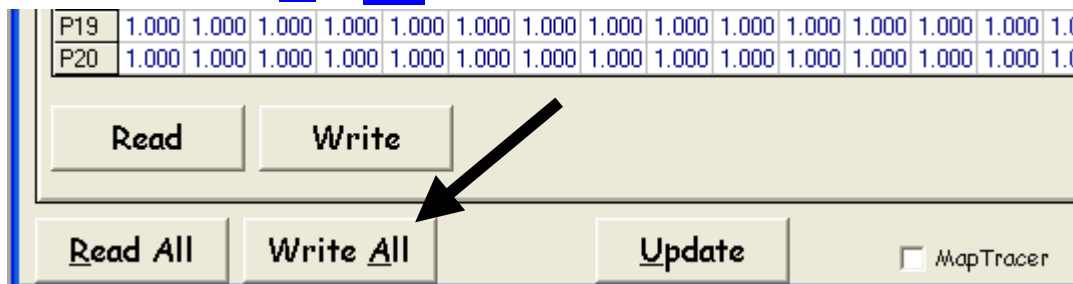 P19 1.000 1.000 1.000 1.000 1.000 1.000 1.000 1.000 1.000 1.000 1.000 1.000 1.000 1.000
P20 1.000 1.000 1.000 1.000 1.000 1.000 1.000 1.000 1.000 1.000 1.000 1.000 1.000 1.000
Read Write
Read All Write All Update MapTracer